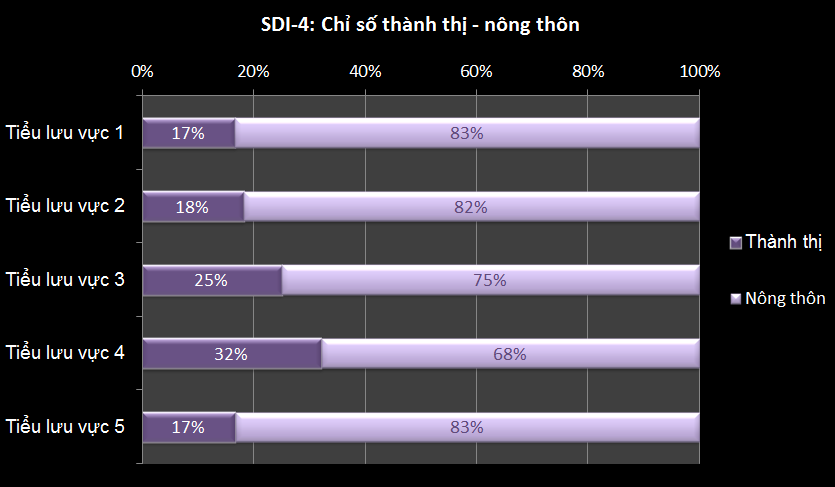 SDI-4: Chỉ số thành thị - nông thôn
0% 20% 40% 60% 80% 100%
Tiểu lưu vực 1 17% 83%
Tiểu lưu vực 2 18% 82%
Thành thị
Tiểu lưu vực 3 25% 75%
Nông thôn
Tiểu lưu vực 4 32% 68%
Tiểu lưu vực 5 17% 83%